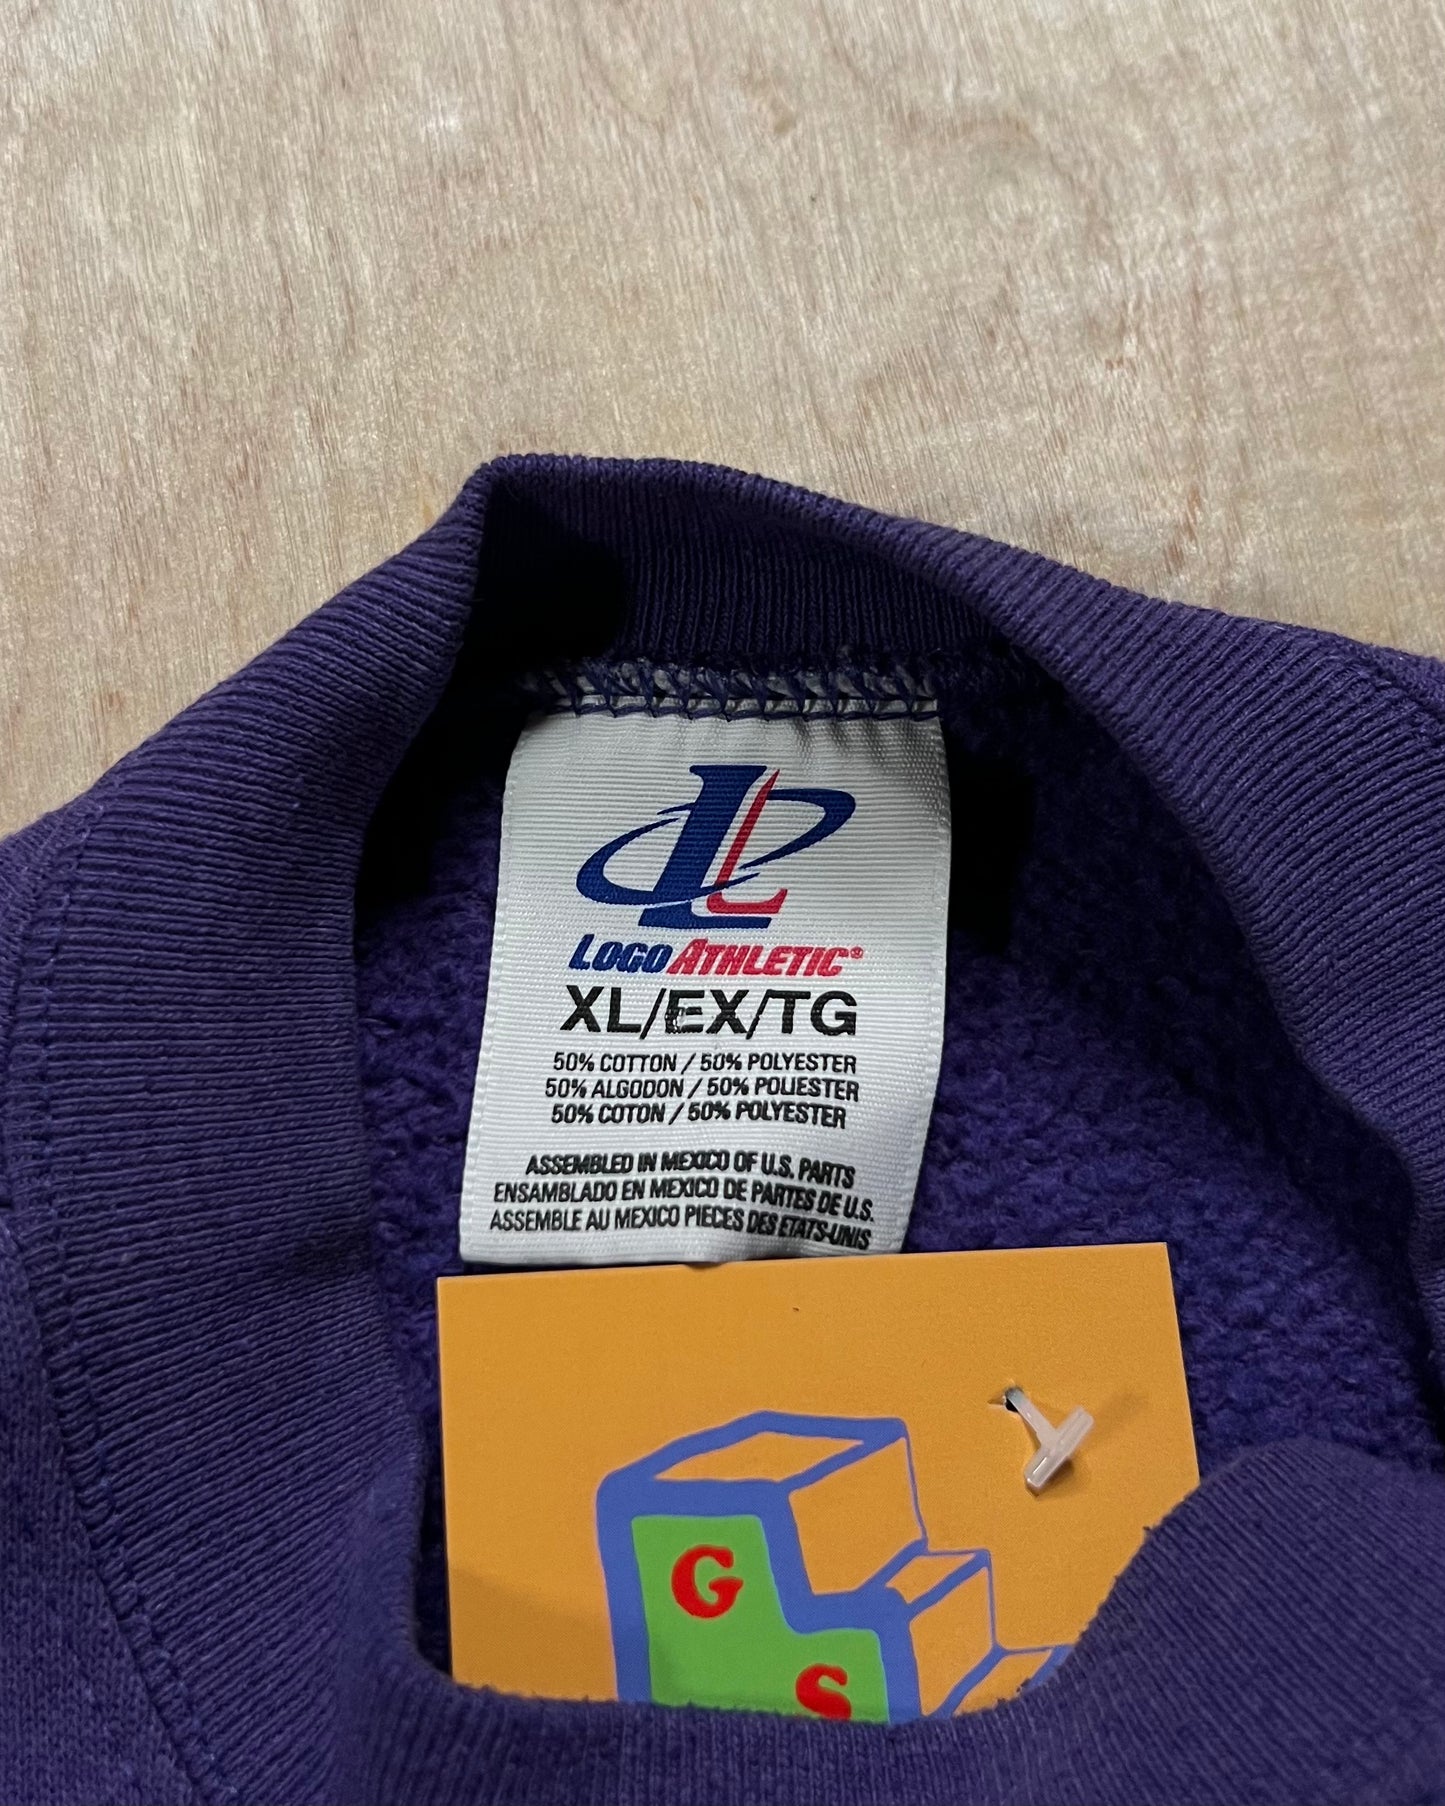 LL
LOGO ATHLETIC®
XL/EX/TG
50% COTTON / 50% POLYESTER
50% ALGODON / 50% POLIESTER
50% COTON / 50% POLYESTER
ASSEMBLED IN MEXICO OF U.S. PARTS
ENSAMBLADO EN MEXICO DE PARTES DE U.S.
ASSEMBLE AU MEXICO PIECES DES ETATS-UNIS
G
S